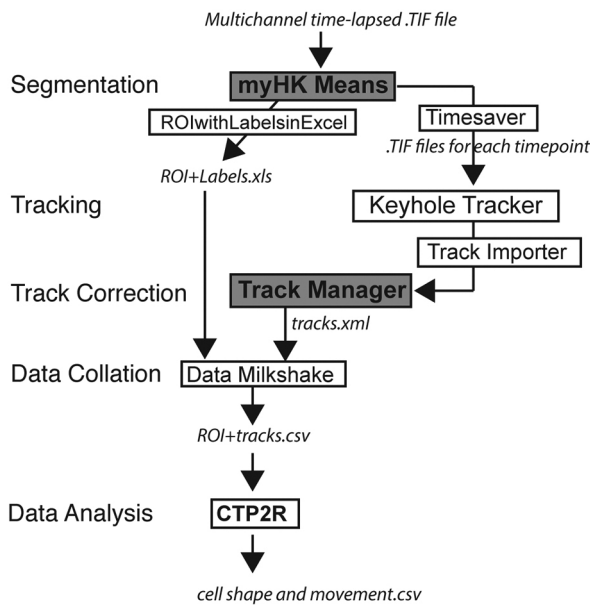 Multichannel time-lapsed .TIF file
Segmentation
myHK Means
ROIwithLabelsinExcel
Timesaver
.TIF files for each timepoint
ROI+Labels.xls
Tracking
Keyhole Tracker
Track Importer
Track Correction
Track Manager
tracks.xml
Data Collation
Data Milkshake
ROI+tracks.csv
Data Analysis
CTP2R
cell shape and movement.csv